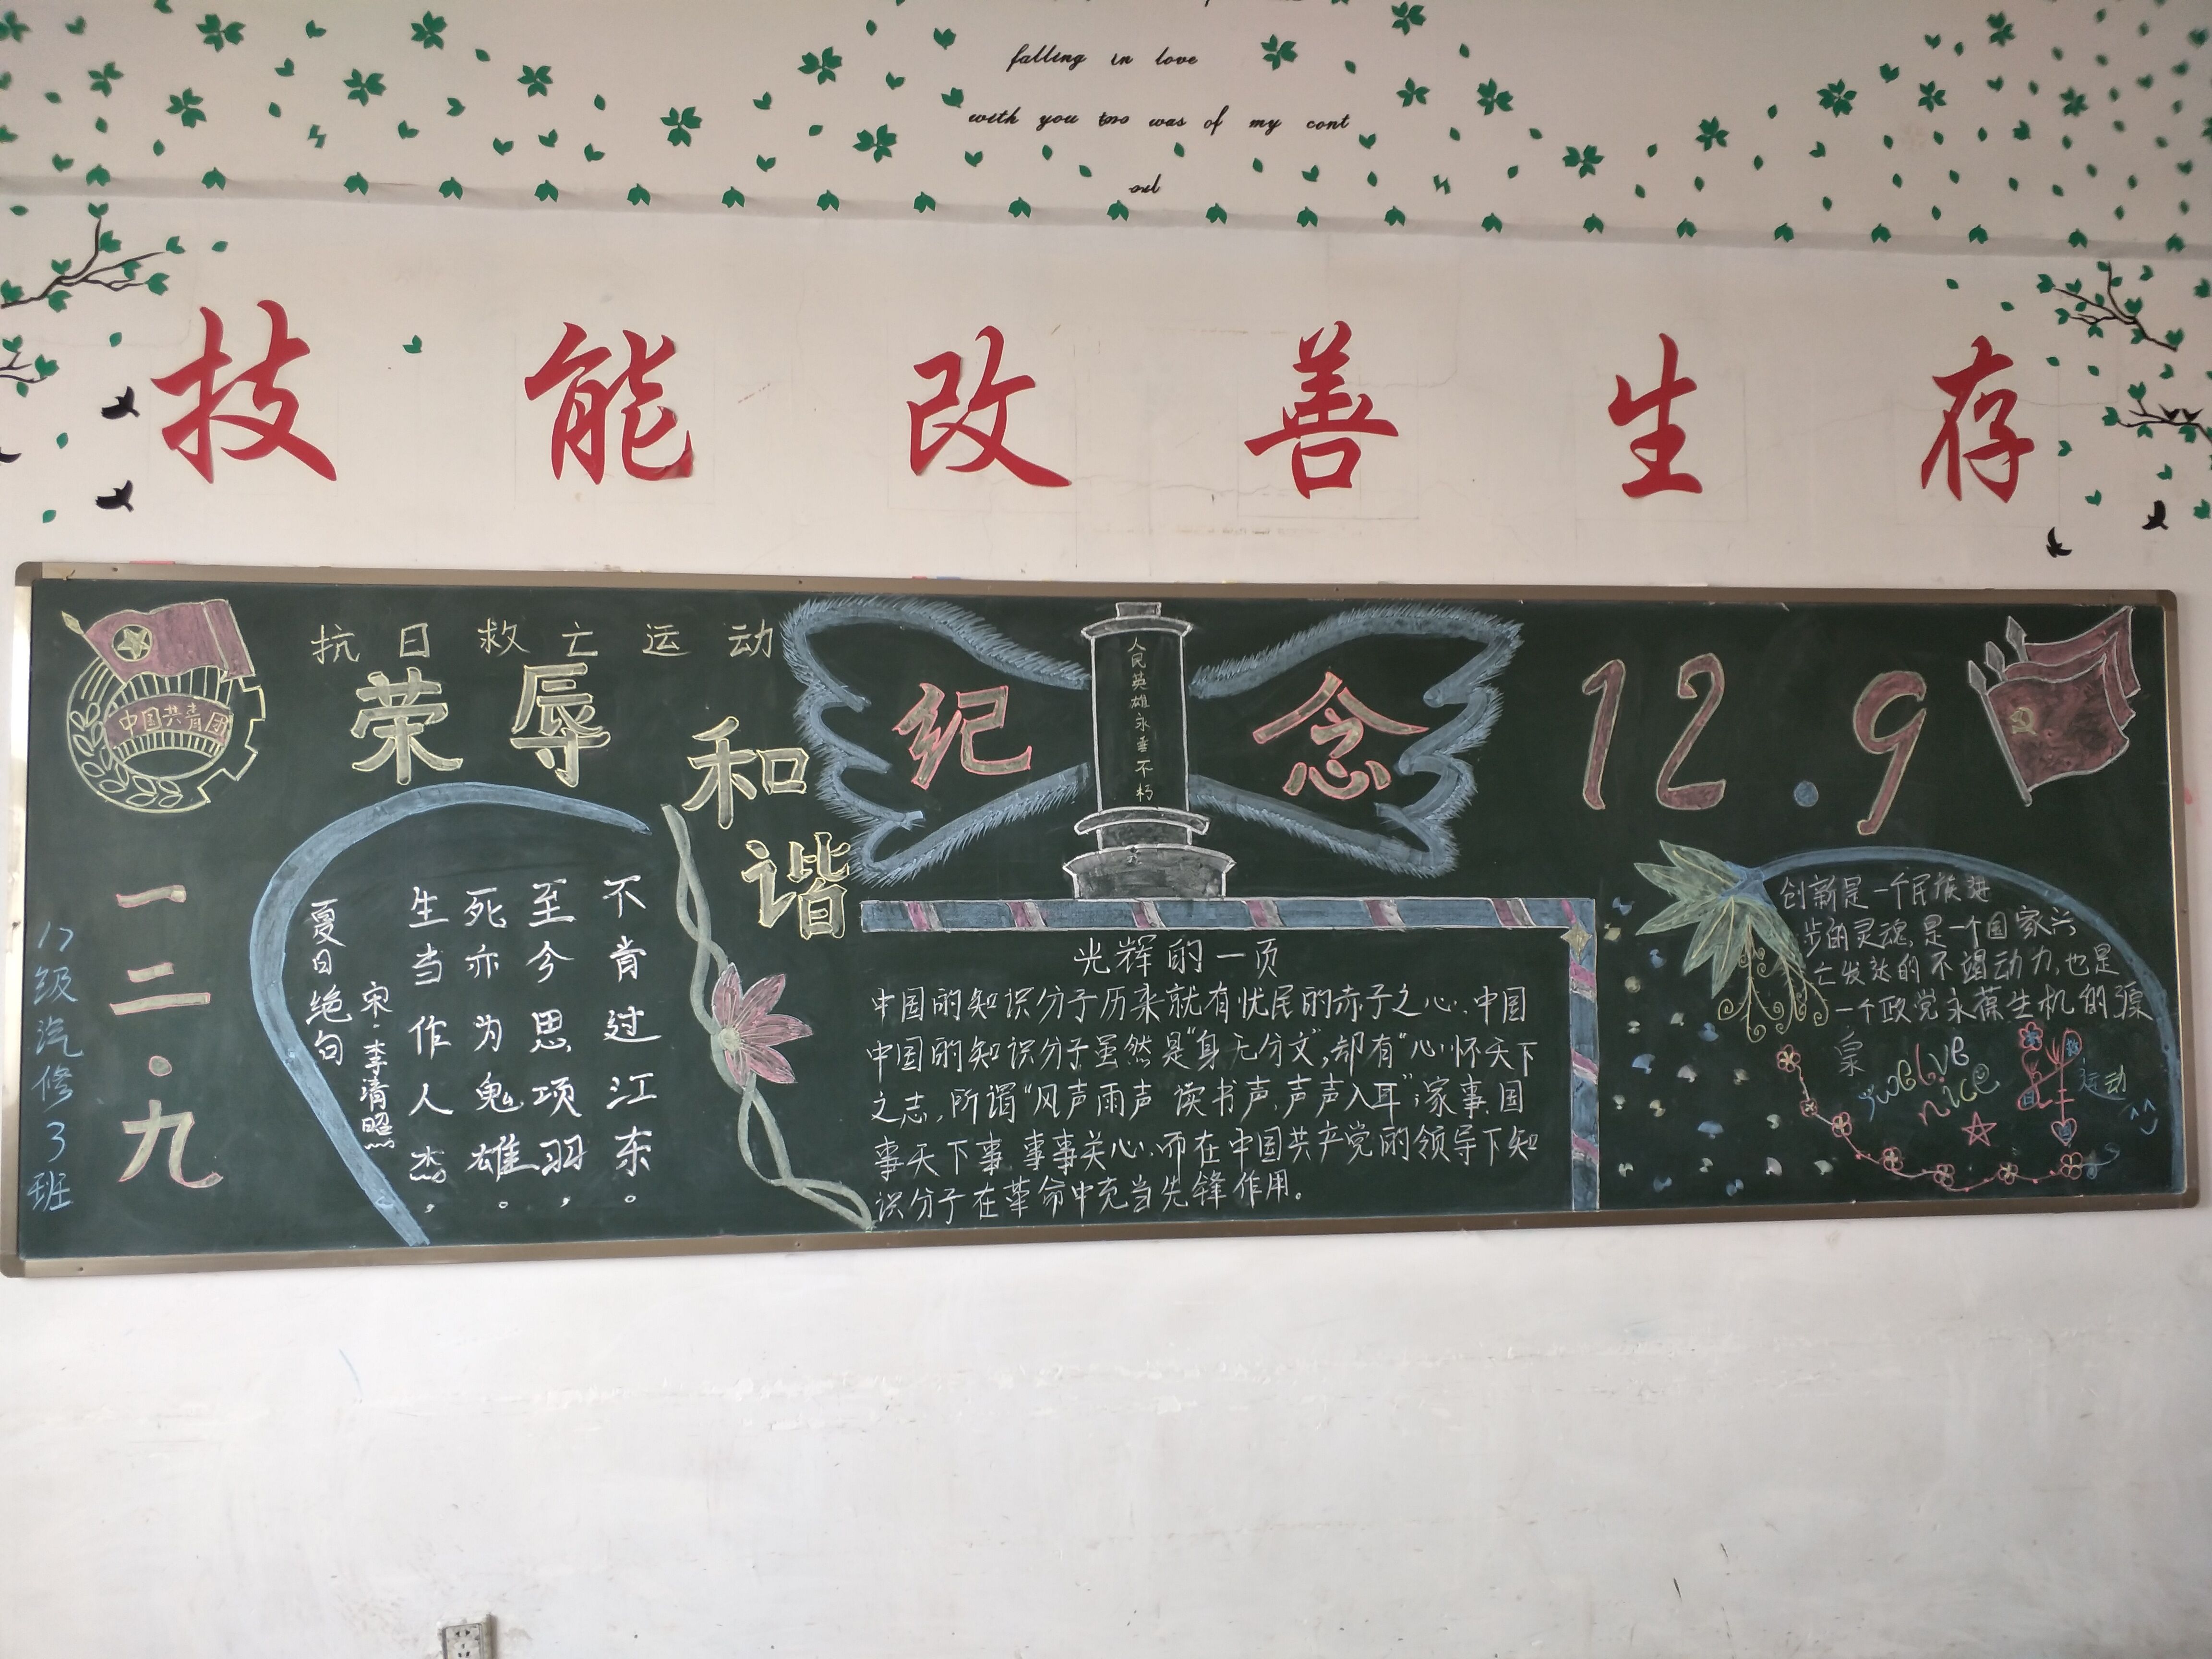 falling in love
with you too was of my cont
技能改善生存
抗日救亡运动
中国共青团
荣辱
和
谐
纪念
人民英雄永垂不朽
12.9
一二·九
17级汽修3班
夏日绝句
宋·李清照
生当作人杰，
死亦为鬼雄。
至今思项羽，
不肯过江东。
光辉的一页
中国的知识分子历来就有忧民的赤子之心.中国
中国的知识分子虽然是“身无分文”,却有“心怀天下
之志,所谓“风声雨声 读书声,声声入耳”;家事、国
事天下事 事事关心.而在中国共产党的领导下知
识分子在革命中充当先锋作用。
创新是一个民族进
步的灵魂,是一个国家兴
亡发达的不竭动力,也是
一个政党永葆生机的源
泉
twelve
nice
运动